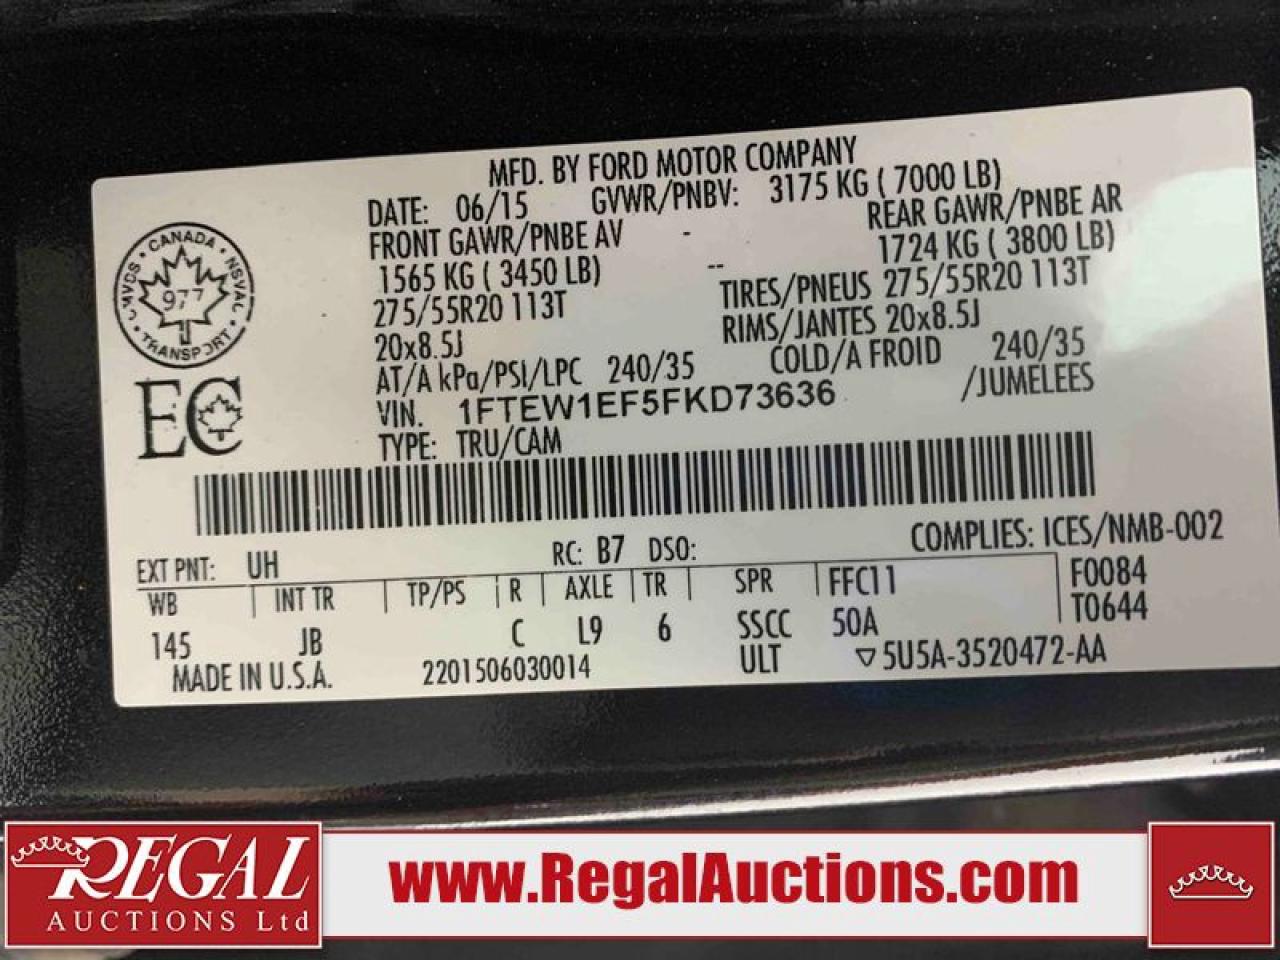 MFD. BY FORD MOTOR COMPANY
DATE: 06/15 GVWR/PNBV: 3175 KG ( 7000 LB)
FRONT GAWR/PNBE AV - REAR GAWR/PNBE AR
1565 KG ( 3450 LB) -- 1724 KG ( 3800 LB)
275/55R20 113T TIRES/PNEUS 275/55R20 113T
20x8.5J RIMS/JANTES 20x8.5J
AT/A kPa/PSI/LPC 240/35 COLD/A FROID 240/35
VIN. 1FTEW1EF5FKD73636 /JUMELEES
TYPE: TRU/CAM
CANADA
CMVDS NSVAC
977
TRANSPORT
EC
COMPLIES: ICES/NMB-002
EXT PNT: UH RC: B7 DSO:
WB INT TR TP/PS R AXLE TR SPR FFC11 F0084
T0644
145 JB C L9 6 SSCC 50A
ULT 5U5A-3520472-AA
MADE IN U.S.A. 2201506030014
REGAL
AUCTIONS Ltd
www.RegalAuctions.com